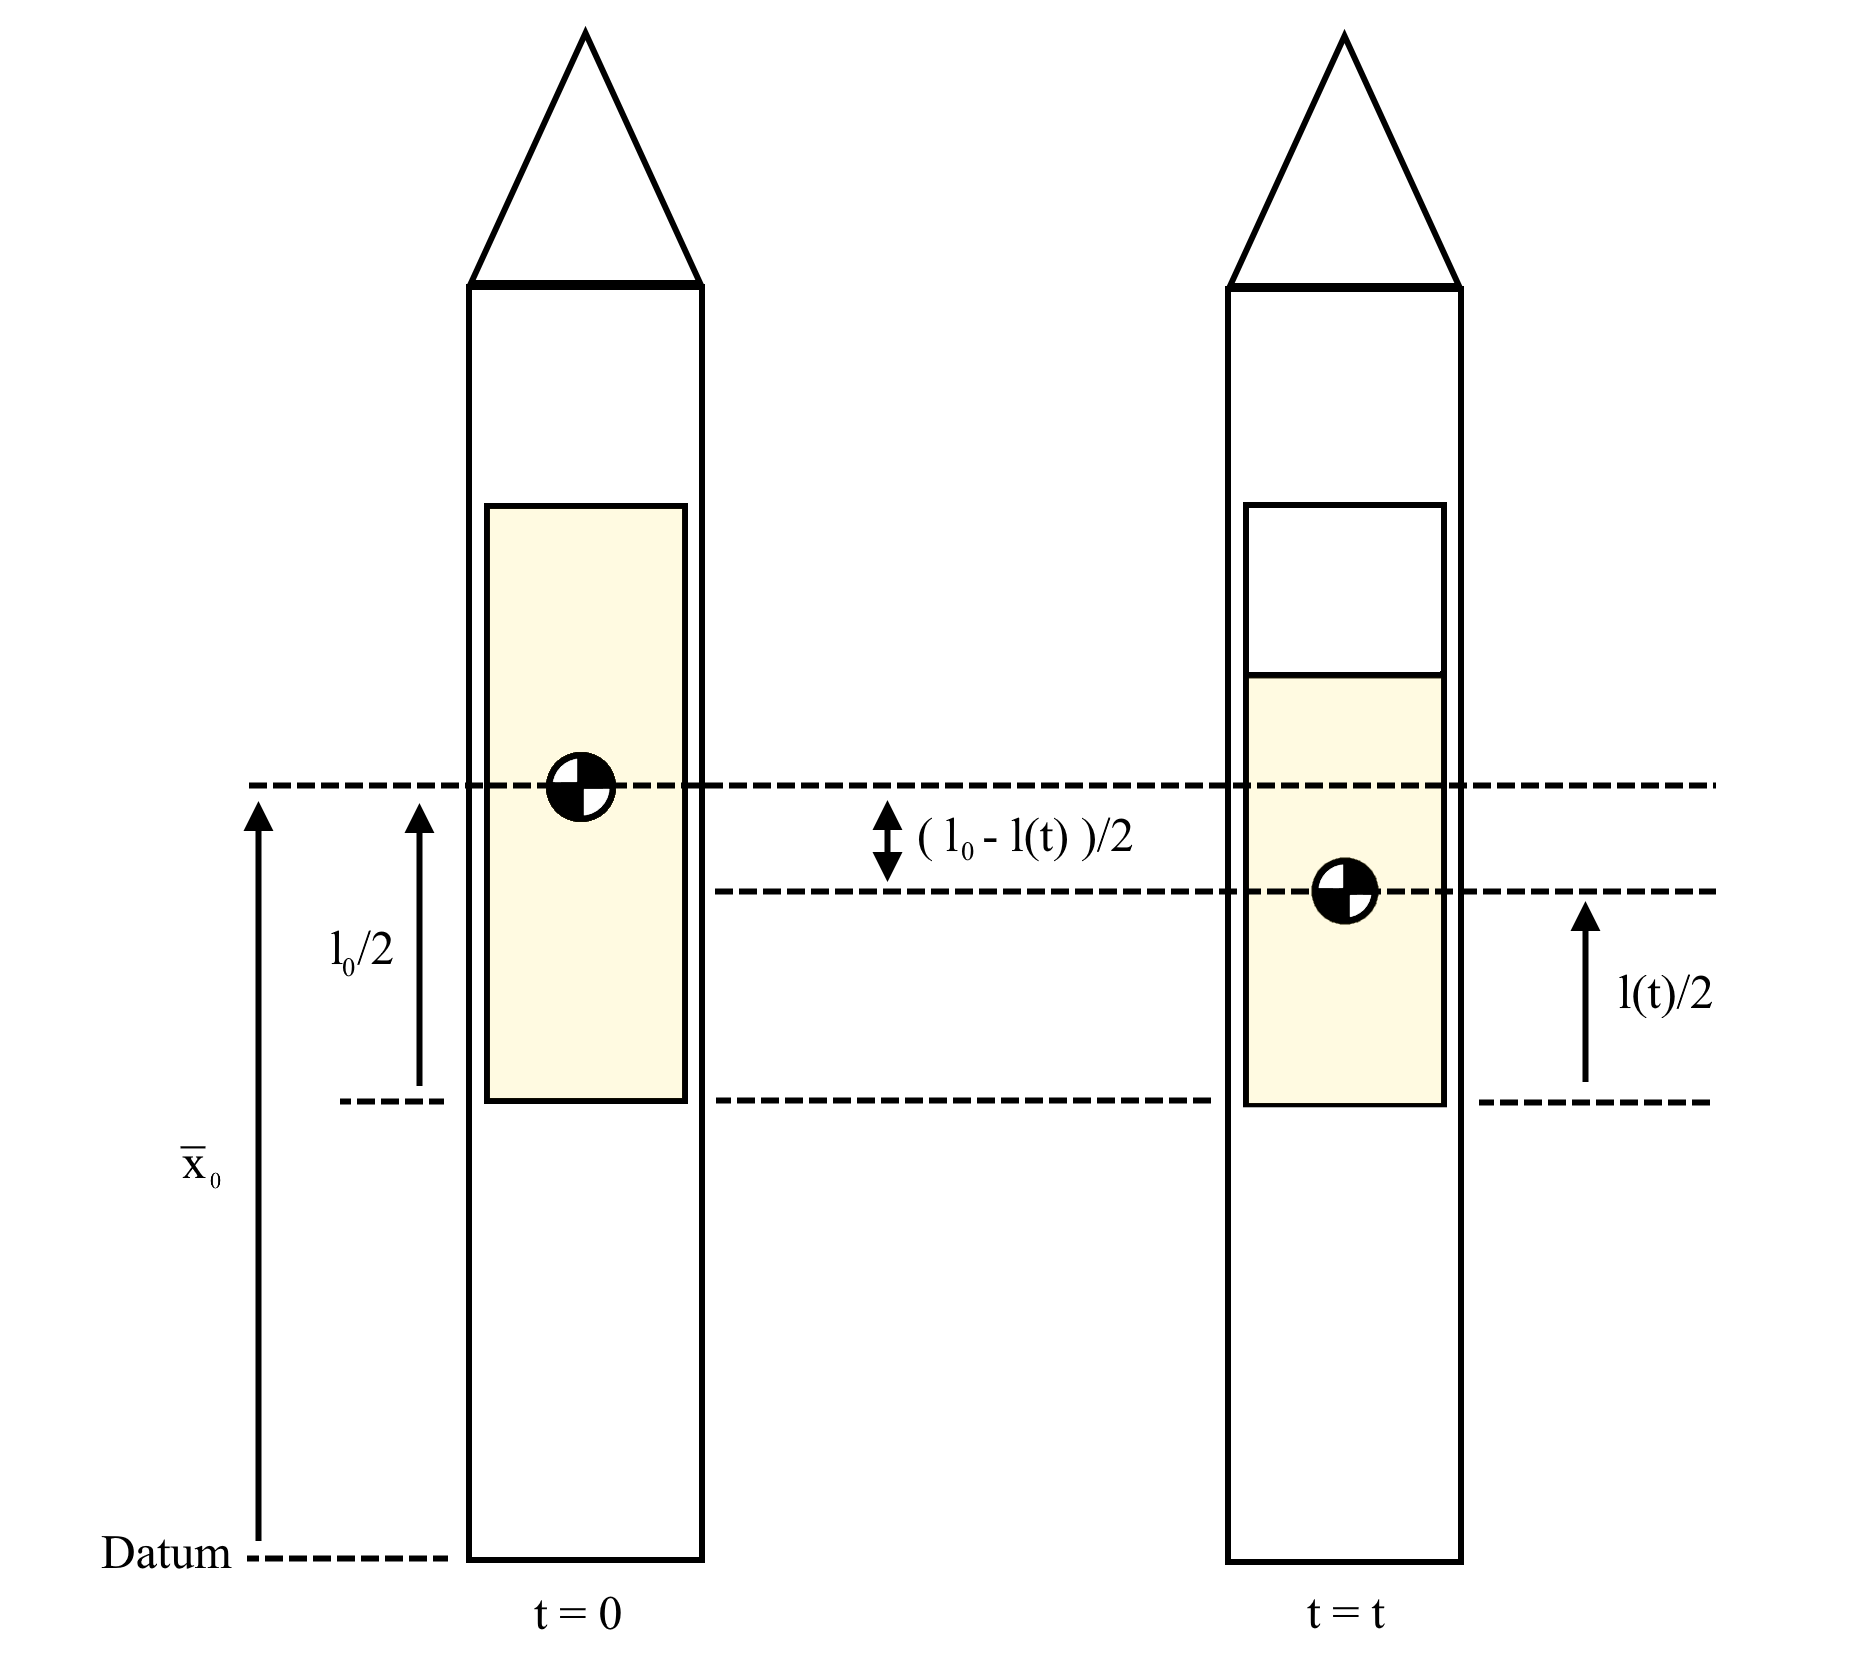 ( l₀ - l(t) )/2
l₀/2
l(t)/2
x̅₀
Datum
t = 0
t = t